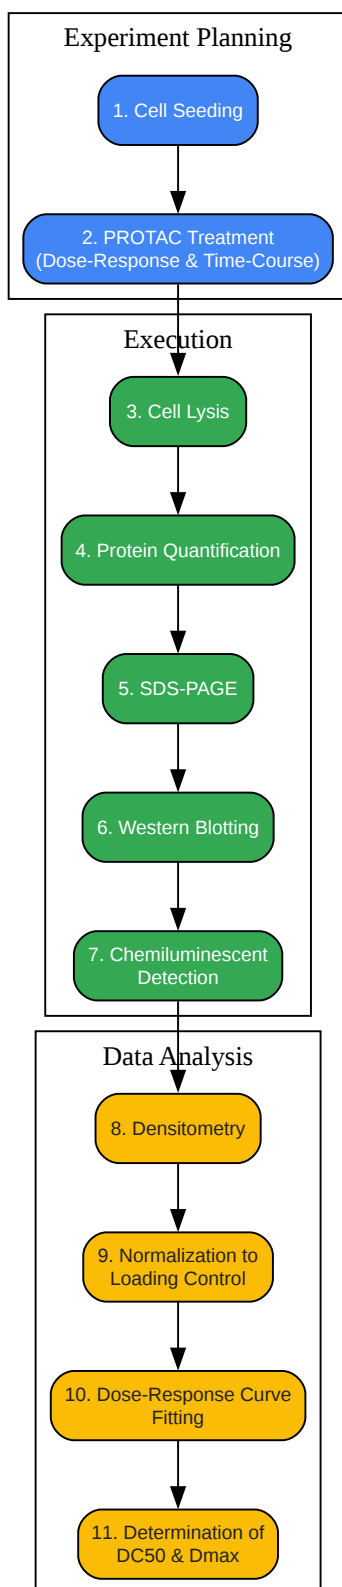 Experiment Planning
1. Cell Seeding
2. PROTAC Treatment
(Dose-Response & Time-Course)
Execution
3. Cell Lysis
4. Protein Quantification
5. SDS-PAGE
6. Western Blotting
7. Chemiluminescent
Detection
Data Analysis
8. Densitometry
9. Normalization to
Loading Control
10. Dose-Response Curve
Fitting
11. Determination of
DC50 & Dmax